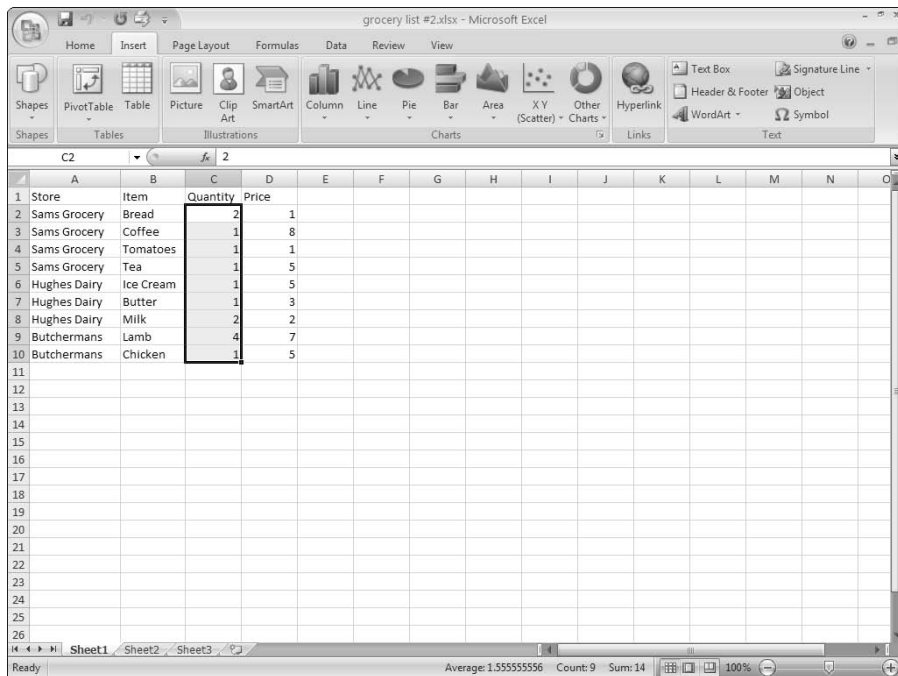 grocery list #2.xlsx - Microsoft Excel
Home Insert Page Layout Formulas Data Review View
Shapes PivotTable Table Picture Clip Art SmartArt Column Line Pie Bar Area X Y (Scatter) Other Charts Hyperlink Text Box Header & Footer WordArt Signature Line Object Symbol
Shapes Tables Illustrations Charts Links Text
C2 fx 2
A B C D E F G H I J K L M N O
1 Store Item Quantity Price
2 Sams Grocery Bread 2 1
3 Sams Grocery Coffee 1 8
4 Sams Grocery Tomatoes 1 1
5 Sams Grocery Tea 1 5
6 Hughes Dairy Ice Cream 1 5
7 Hughes Dairy Butter 1 3
8 Hughes Dairy Milk 2 2
9 Butchermans Lamb 4 7
10 Butchermans Chicken 1 5
11
12
13
14
15
16
17
18
19
20
21
22
23
24
25
26
Sheet1 Sheet2 Sheet3
Ready Average: 1.555555556 Count: 9 Sum: 14 100%